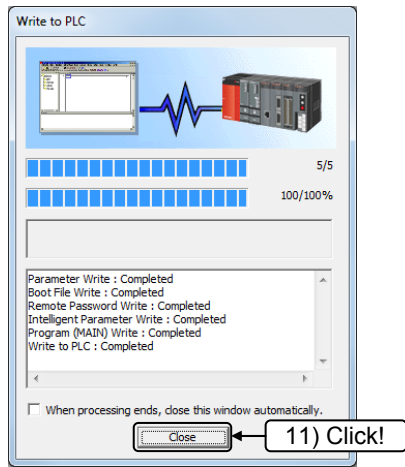 Write to PLC
5/5
100/100%
Parameter Write : Completed
Boot File Write : Completed
Remote Password Write : Completed
Intelligent Parameter Write : Completed
Program (MAIN) Write : Completed
Write to PLC : Completed
When processing ends, close this window automatically.
Close
11) Click!